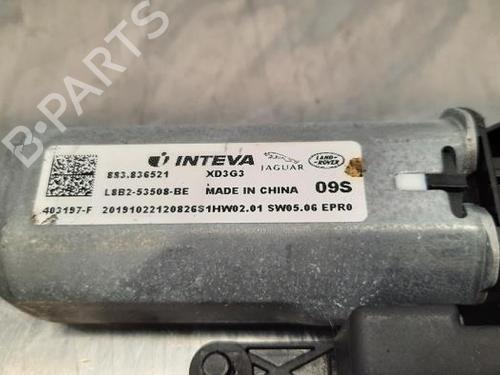 B-PARTS
INTEVA JAGUAR LAND ROVER
883.836521 XD3G3
L8B2-53508-BE MADE IN CHINA 09S
403197-F 20191022120826S1HW02.01 SW05.06 EPR0